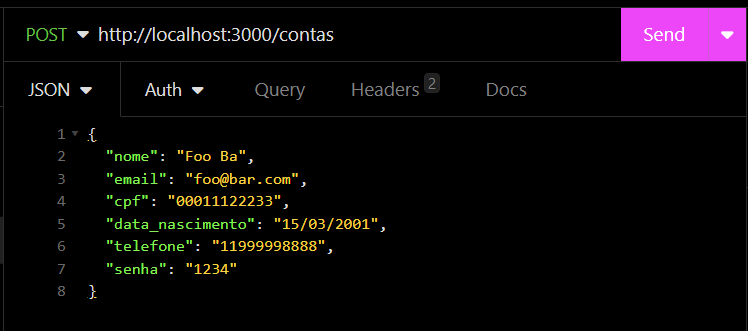 POST http://localhost:3000/contas Send
JSON Auth Query Headers 2 Docs
1 {
2 "nome": "Foo Ba",
3 "email": "foo@bar.com",
4 "cpf": "00011122233",
5 "data_nascimento": "15/03/2001",
6 "telefone": "11999998888",
7 "senha": "1234"
8 }